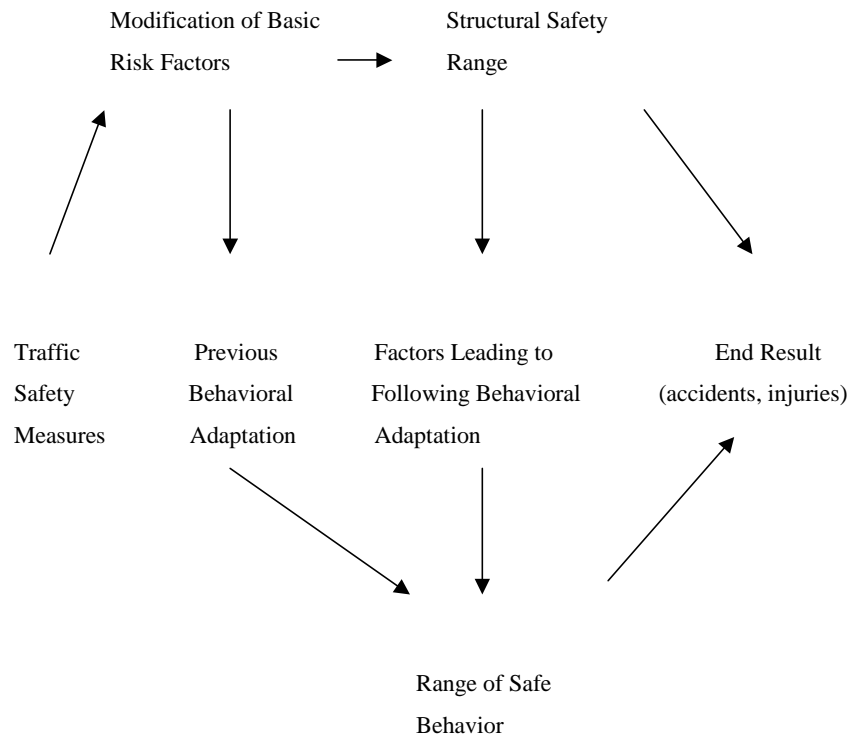 Modification of Basic
Risk Factors
Structural Safety
Range
Traffic
Safety
Measures
Previous
Behavioral
Adaptation
Factors Leading to
Following Behavioral
Adaptation
End Result
(accidents, injuries)
Range of Safe
Behavior